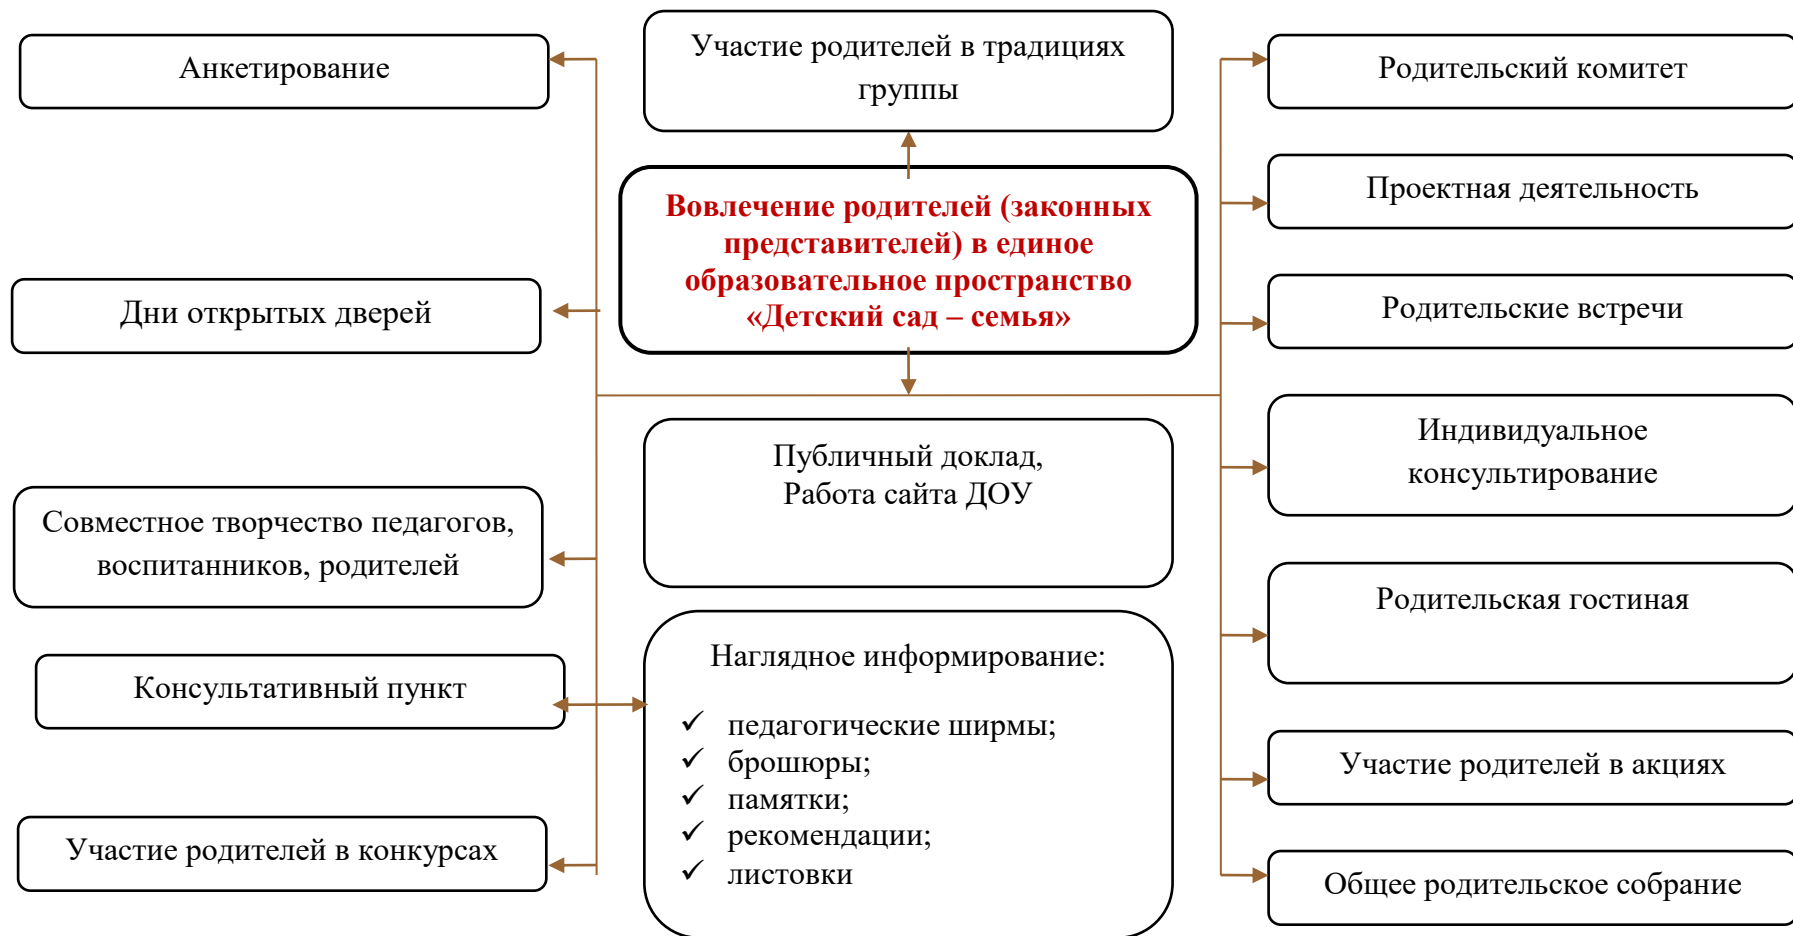 Анкетирование
Дни открытых дверей
Совместное творчество педагогов,
воспитанников, родителей
Консультативный пункт
Участие родителей в конкурсах
Участие родителей в традициях
группы
Вовлечение родителей (законных
представителей) в единое
образовательное пространство
«Детский сад – семья»
Публичный доклад,
Работа сайта ДОУ
Наглядное информирование:
✓ педагогические ширмы;
✓ брошюры;
✓ памятки;
✓ рекомендации;
✓ листовки
Родительский комитет
Проектная деятельность
Родительские встречи
Индивидуальное
консультирование
Родительская гостиная
Участие родителей в акциях
Общее родительское собрание